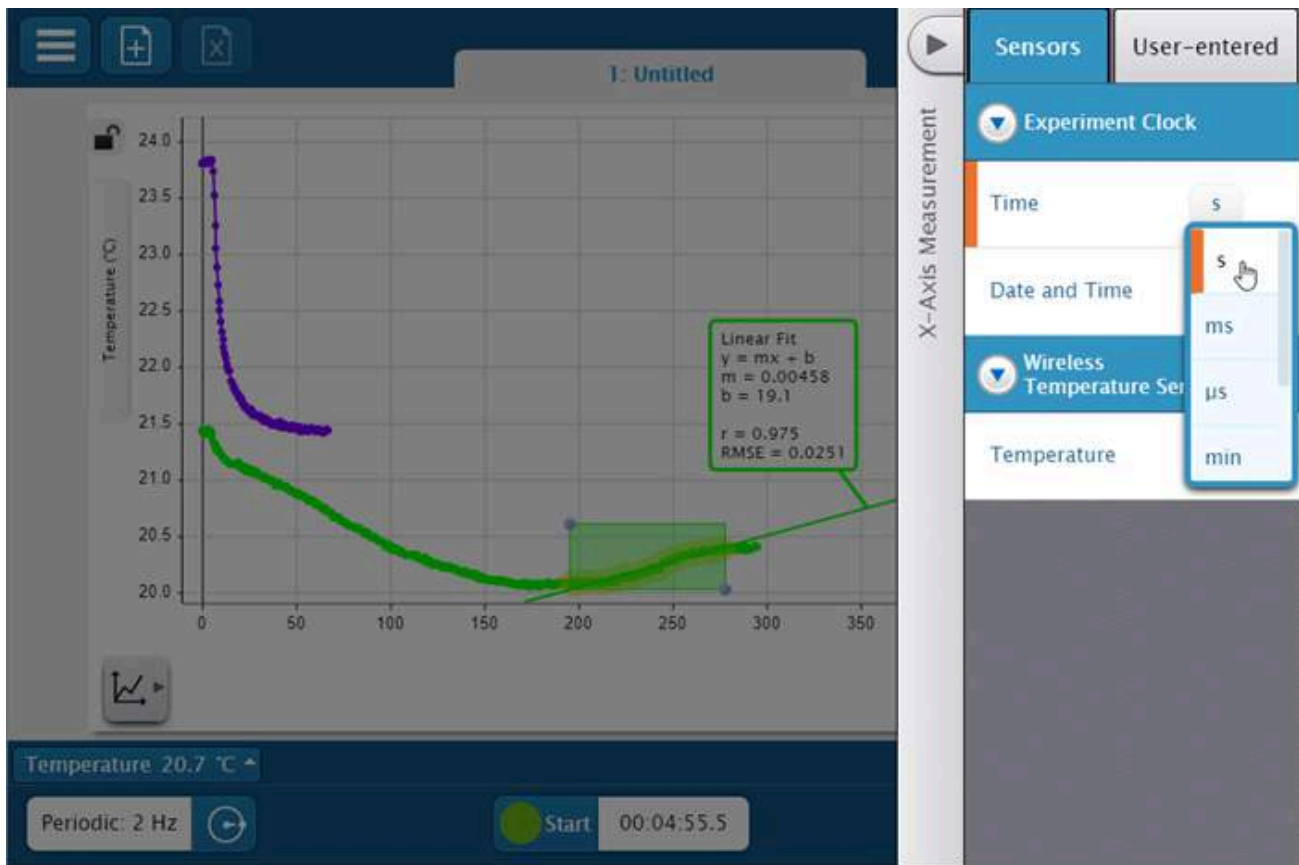 1: Untitled
24.0
23.5
23.0
22.5
22.0
21.5
21.0
20.5
20.0
Temperature (°C)
0 50 100 150 200 250 300 350
Linear Fit
y = mx + b
m = 0.00458
b = 19.1
r = 0.975
RMSE = 0.0251
Temperature 20.7 °C
Periodic: 2 Hz
Start 00:04:55.5
X-Axis Measurement
Sensors User-entered
Experiment Clock
Time s
s
Date and Time
ms
Wireless
Temperature Ser
µs
Temperature
min